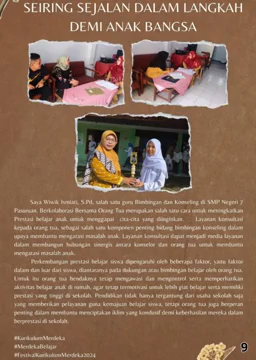 SEIRING SEJALAN DALAM LANGKAH
DEMI ANAK BANGSA
Saya Wiwik Ismiati, S.Pd, salah satu guru Bimbingan dan Konseling di SMP Negeri 7
Pasuruan. Berkolaborasi Bersama Orang Tua merupakan salah satu cara untuk meningkatkan
Prestasi belajar anak untuk menggapai cita-cita yang diinginkan. Layanan konsultasi
kepada orang tua, sebagai salah satu komponen penting bidang bimbingan konseling dalam
upaya membantu mengatasi masalah anak. Layanan konsultasi dapat menjadi media layanan
dalam membangun hubungan sinergis antara konselor dan orang tua untuk membantu
mengatasi masalah anak.
Perkembangan prestasi belajar siswa dipengaruhi oleh beberapa faktor, yaitu faktor
dalam dan luar dari siswa, diantaranya pada dukungan atau bimbingan belajar oleh orang tua.
Untuk itu orang tua hendaknya tetap mengawasi dan mengontrol serta memperhatikan
aktivitas belajar anak di rumah, agar tetap termotivasi untuk lebih giat belajar serta memiliki
prestasi yang tinggi di sekolah. Pendidikan tidak hanya tergantung dari usaha sekolah saja
yang memberikan pelayanan guna kemajuan belajar siswa, tetapi orang tua juga berperan
penting dalam membantu menciptakan iklim yang kondusif demi keberhasilan mereka dalam
berprestasi di sekolah.
#KurikulumMerdeka
#MerdekaBelajar
#FestivalKurikulumMerdeka2024
9